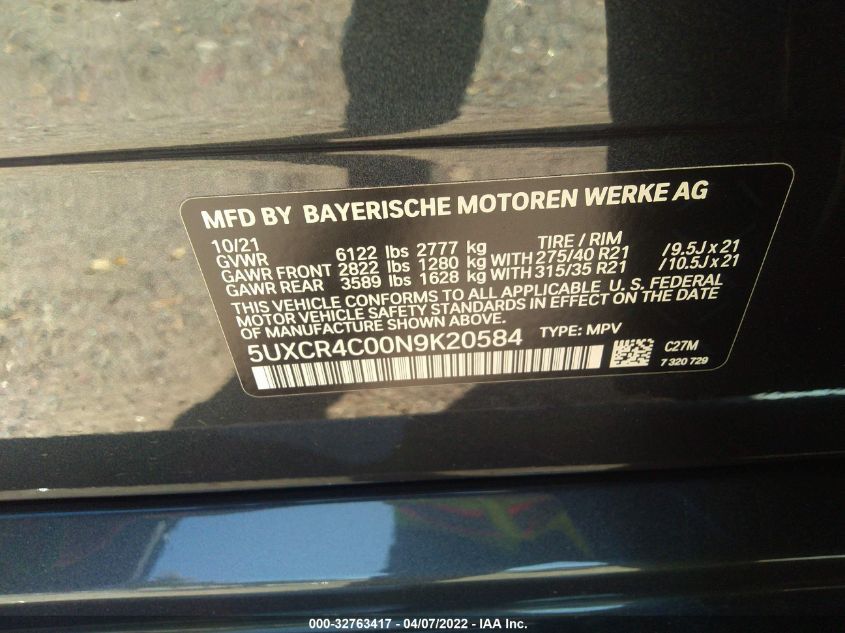 MFD BY BAYERISCHE MOTOREN WERKE AG
10/21 TIRE / RIM
GVWR 6122 lbs 2777 kg
GAWR FRONT 2822 lbs 1280 kg WITH 275/40 R21 /9.5J x 21
GAWR REAR 3589 lbs 1628 kg WITH 315/35 R21 /10.5J x 21
THIS VEHICLE CONFORMS TO ALL APPLICABLE U. S. FEDERAL
MOTOR VEHICLE SAFETY STANDARDS IN EFFECT ON THE DATE
OF MANUFACTURE SHOWN ABOVE.
5UXCR4C00N9K20584 TYPE: MPV
C27M
7 320 729
000-32763417 - 04/07/2022 - IAA Inc.